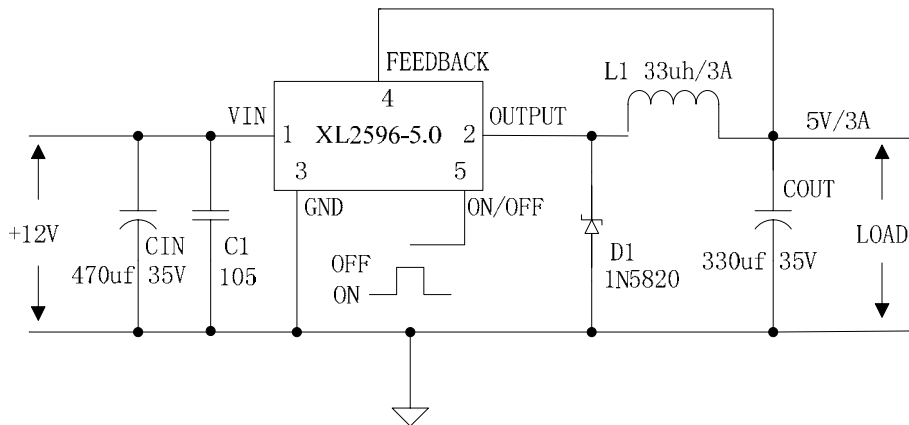 FEEDBACK
L1 33uh/3A
4
VIN
OUTPUT
1 XL2596-5.0 2
5V/3A
3 5
GND
ON/OFF
COUT
+12V
CIN
C1
OFF
D1
LOAD
470uf 35V
105
ON
1N5820
330uf 35V